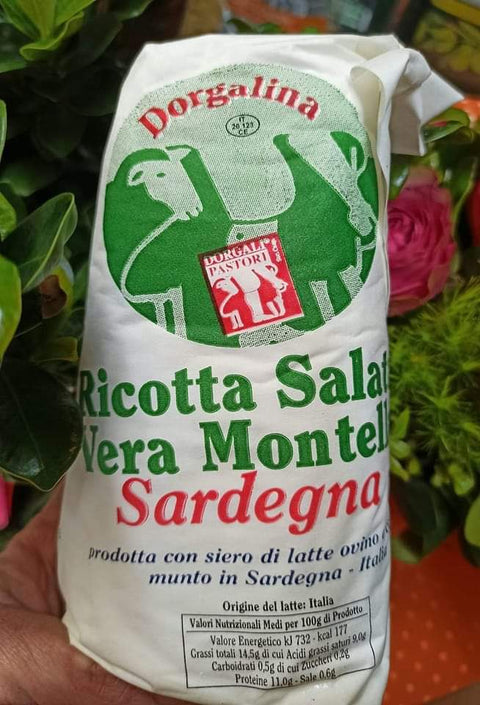 Dorgalina
IT
20 123
CE
DORGALI
PASTORI
Ricotta Salat
Vera Montell
Sardegna
prodotta con siero di latte ovino
munto in Sardegna - Italia
Origine del latte: Italia
Valori Nutrizionali Medi per 100g di Prodotto
Valore Energetico kJ 732 - kcal 177
Grassi totali 14,5g di cui Acidi grassi saturi 9,0g
Carboidrati 0,5g di cui Zuccheri 0,2g
Proteine 11,0g - Sale 0,6g